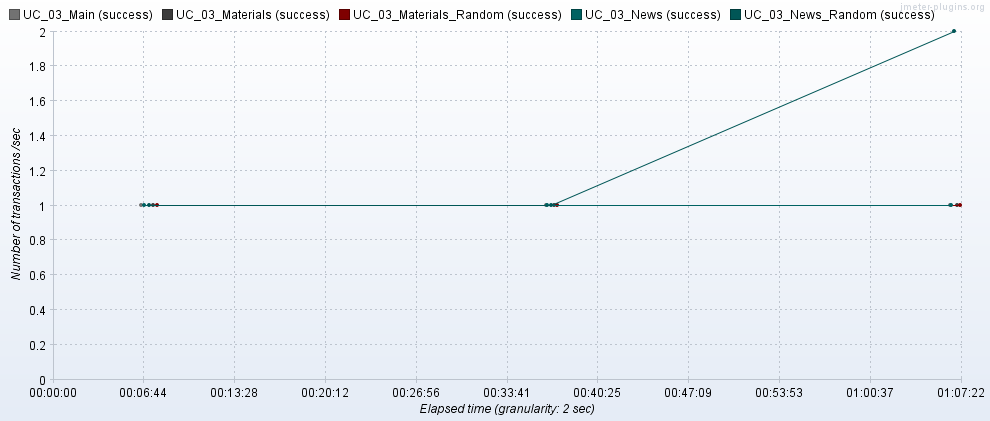 UC_03_Main (success) UC_03_Materials (success) UC_03_Materials_Random (success) UC_03_News (success) UC_03_News_Random (success)
jmeter-plugins.org
2
1.8
1.6
1.4
1.2
1
0.8
0.6
0.4
0.2
0
Number of transactions /sec
00:00:00 00:06:44 00:13:28 00:20:12 00:26:56 00:33:41 00:40:25 00:47:09 00:53:53 01:00:37 01:07:22
Elapsed time (granularity: 2 sec)